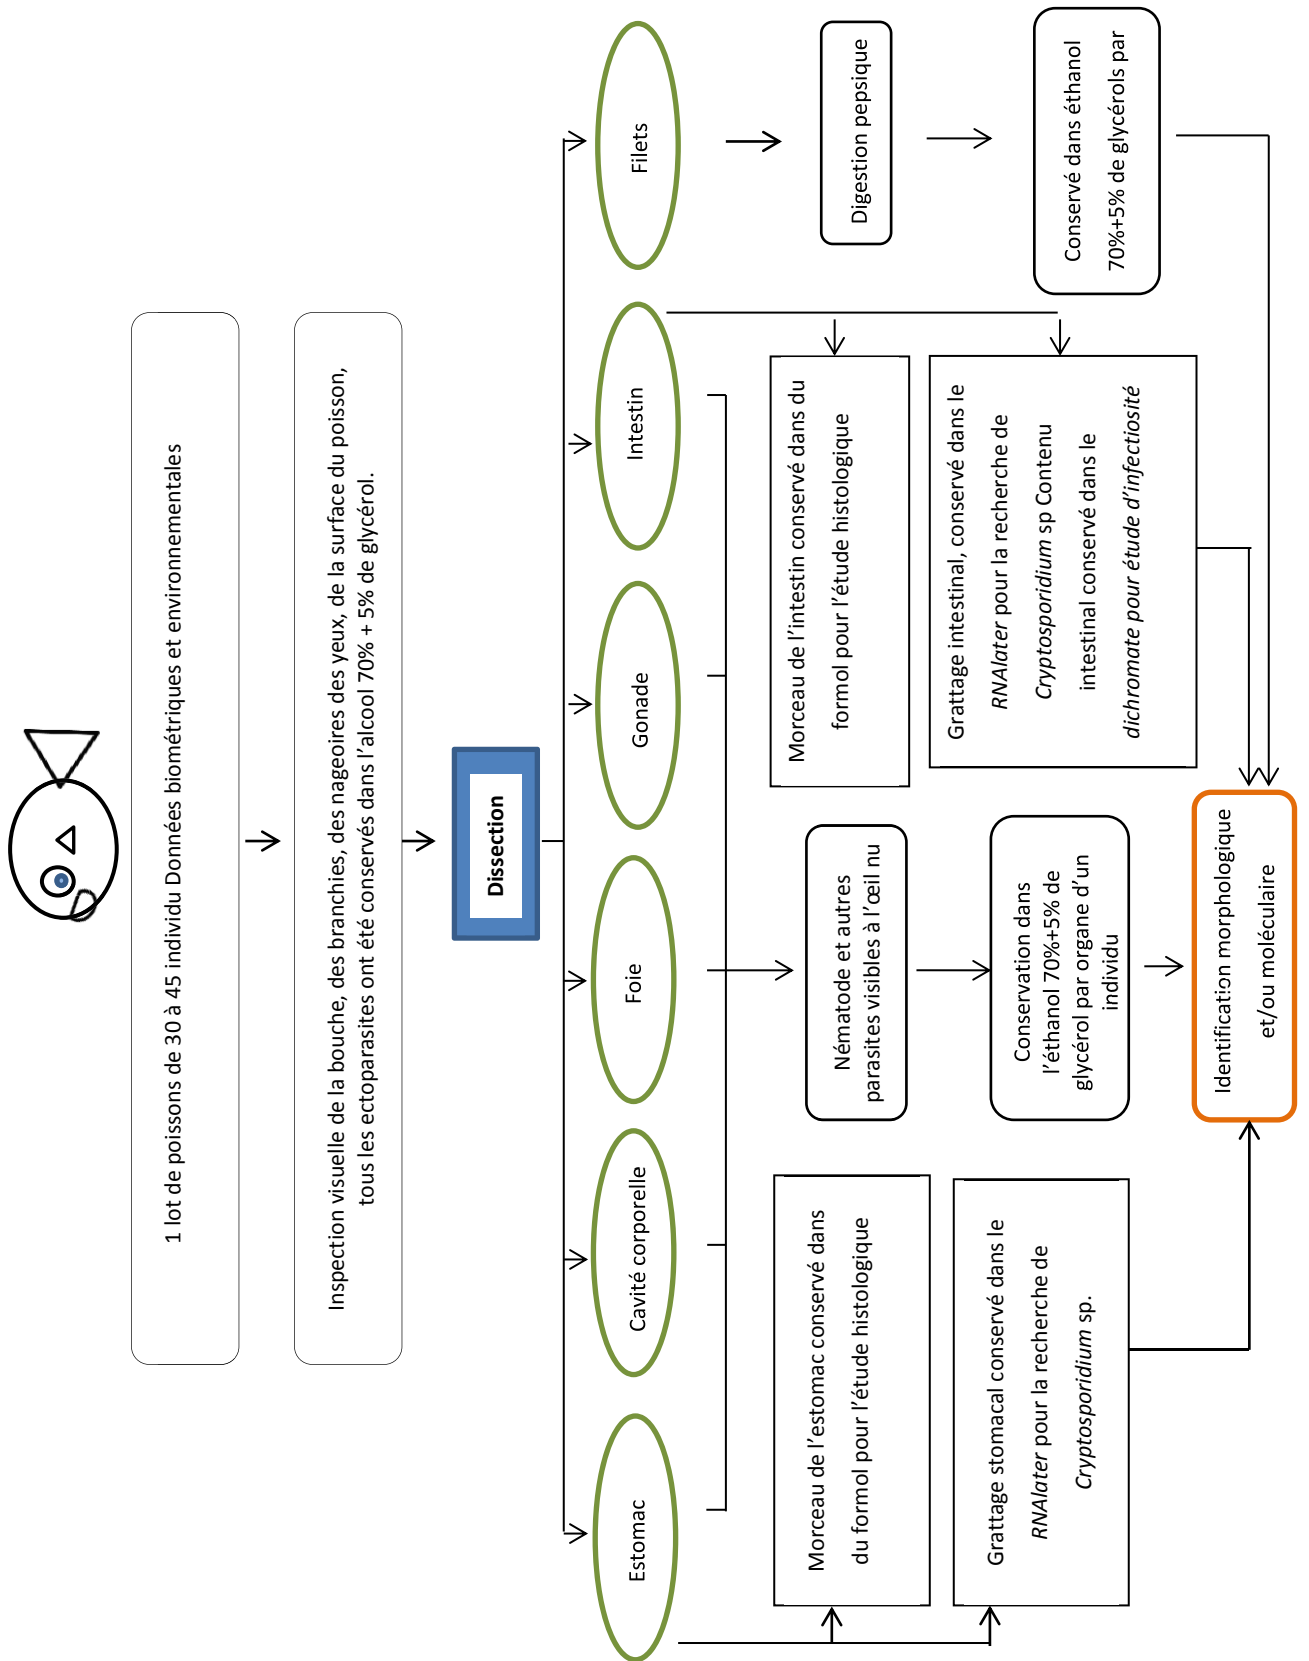 1 lot de poissons de 30 à 45 individu Données biométriques et environnementales
Inspection visuelle de la bouche, des branchies, des nageoires des yeux, de la surface du poisson,
tous les ectoparasites ont été conservés dans l'alcool 70% + 5% de glycérol.
Dissection
Estomac
Cavité corporelle
Foie
Gonade
Intestin
Filets
Morceau de l'estomac conservé dans
du formol pour l'étude histologique
Grattage stomacal conservé dans le
RNAlater pour la recherche de
Cryptosporidium sp.
Nématode et autres
parasites visibles à l'œil nu
Conservation dans
l'éthanol 70%+5% de
glycérol par organe d'un
individu
Morceau de l'intestin conservé dans du
formol pour l'étude histologique
Grattage intestinal, conservé dans le
RNAlater pour la recherche de
Cryptosporidium sp Contenu
intestinal conservé dans le
dichromate pour étude d'infectiosité
Digestion pepsique
Conservé dans éthanol
70%+5% de glycérols par
Identification morphologique
et/ou moléculaire